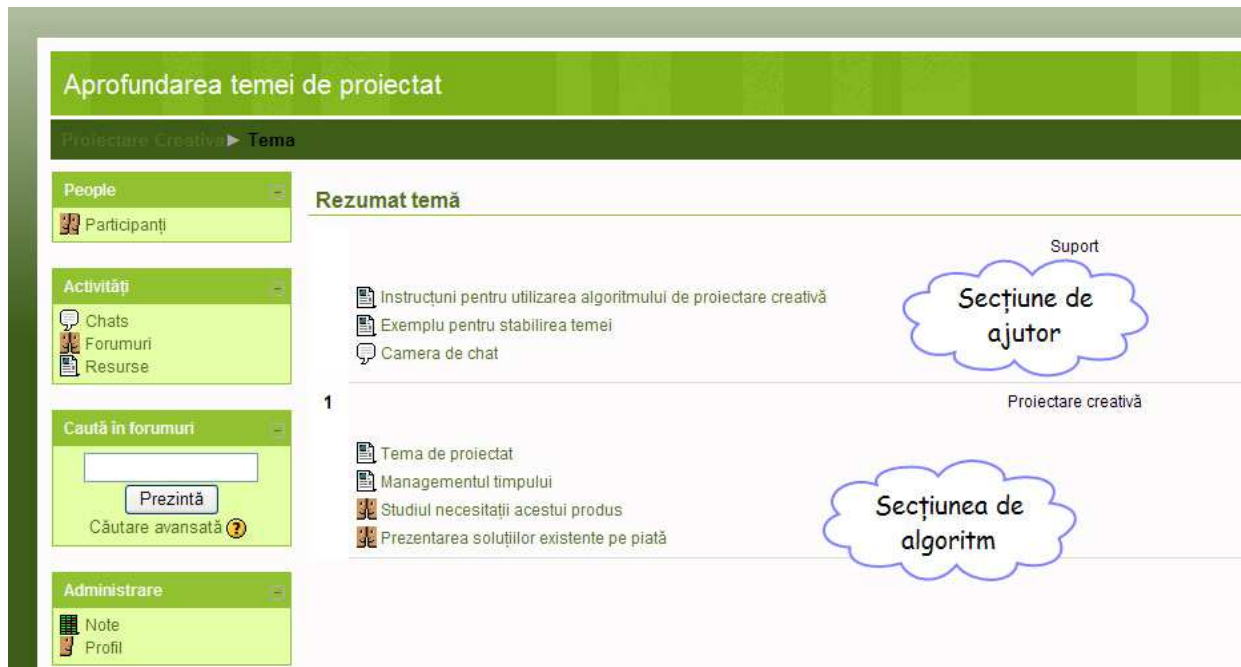 Aprofundarea temei de proiectat
Proiectare Creativa ► Tema
People
Participanți
Activități
Chats
Forumuri
Resurse
Caută în forumuri
Prezintă
Căutare avansată ?
Administrare
Note
Profil
Rezumat temă
Suport
Instrucțuni pentru utilizarea algoritmului de proiectare creativă
Exemplu pentru stabilirea temei
Camera de chat
Secțiune de
ajutor
1
Proiectare creativă
Tema de proiectat
Managementul timpului
Studiul necesitații acestui produs
Prezentarea soluțiilor existente pe piată
Secțiunea de
algoritm